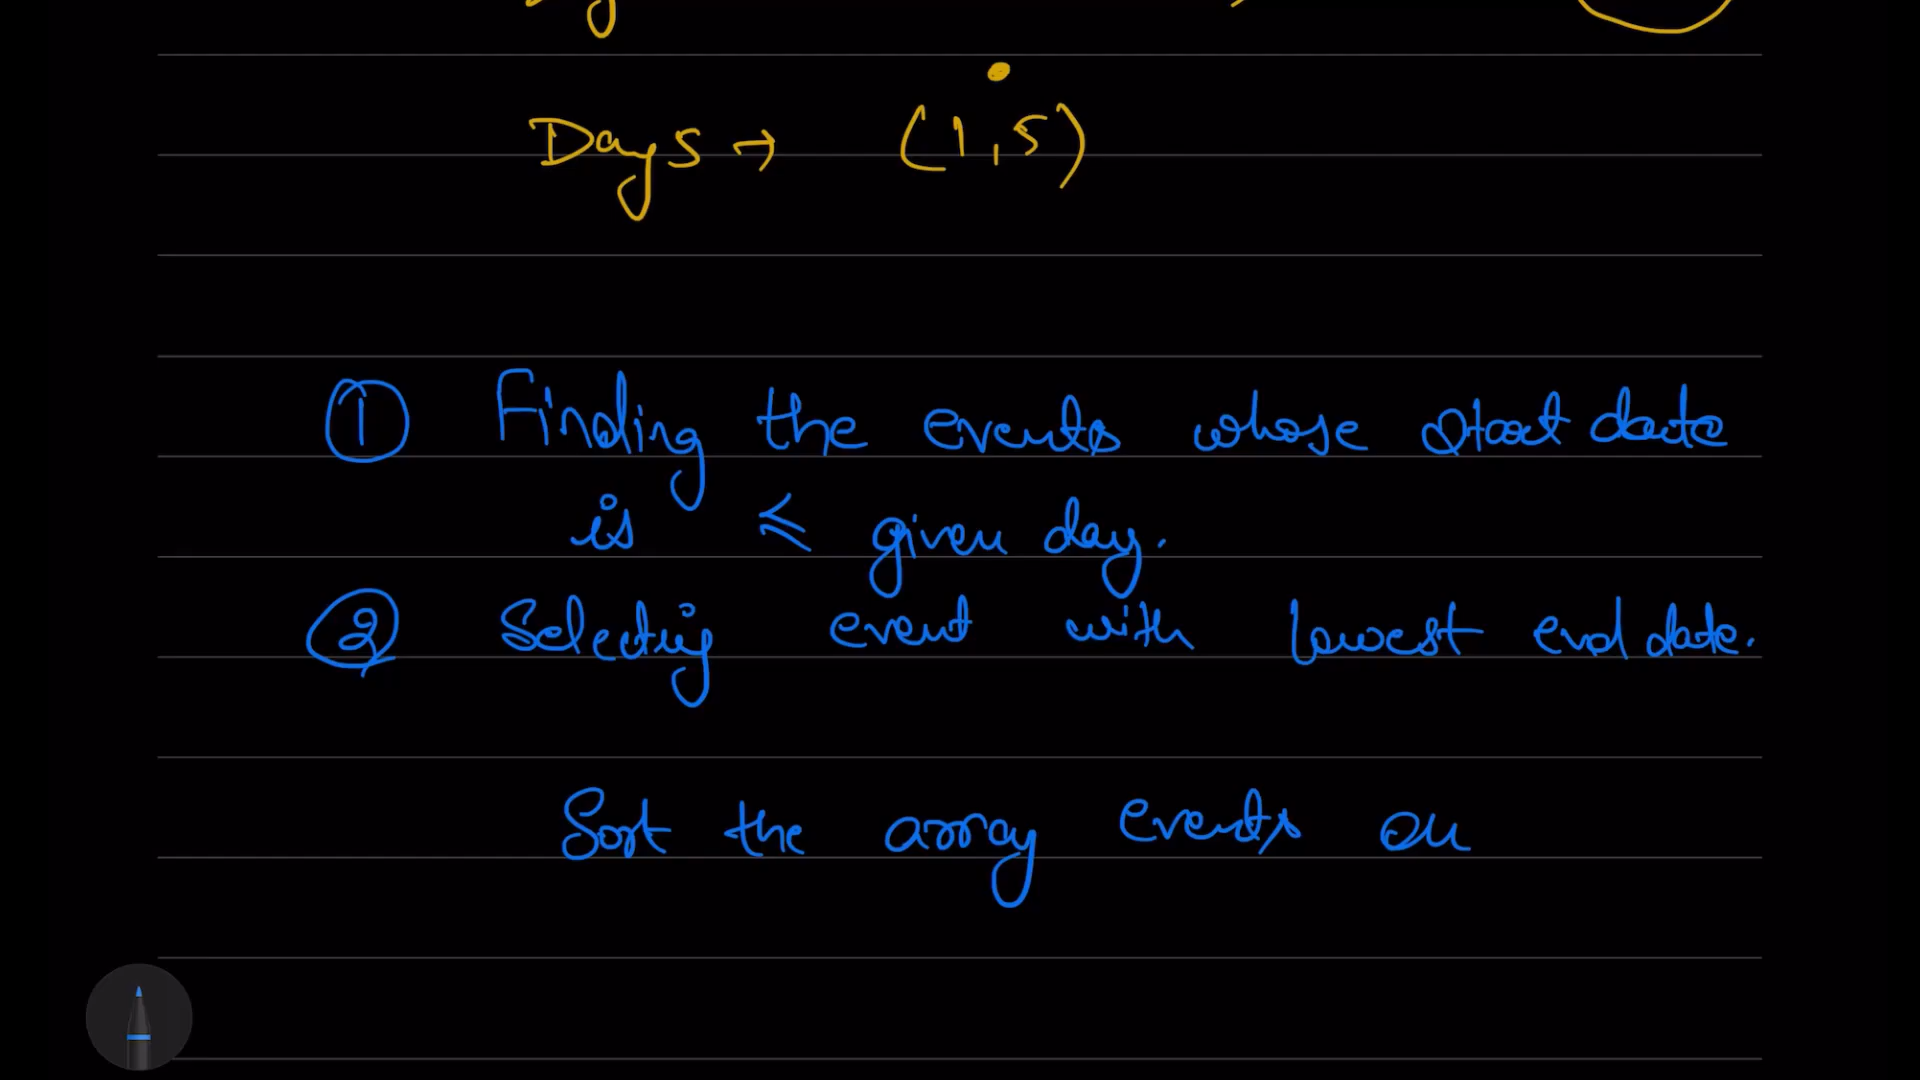 Days → (1,5)
① Finding the events whose start date
is ≤ given day.
② Selecting event with lowest end date.
Sort the array events on